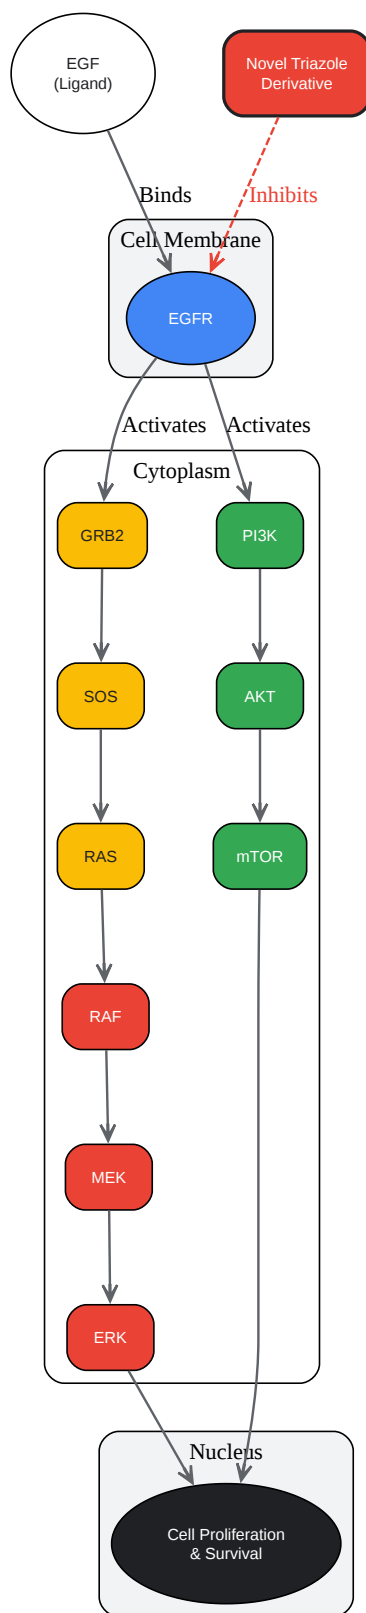 EGF
(Ligand)
Novel Triazole
Derivative
Binds
Inhibits
Cell Membrane
EGFR
Activates
Activates
Cytoplasm
GRB2
PI3K
SOS
AKT
RAS
mTOR
RAF
MEK
ERK
Nucleus
Cell Proliferation
& Survival